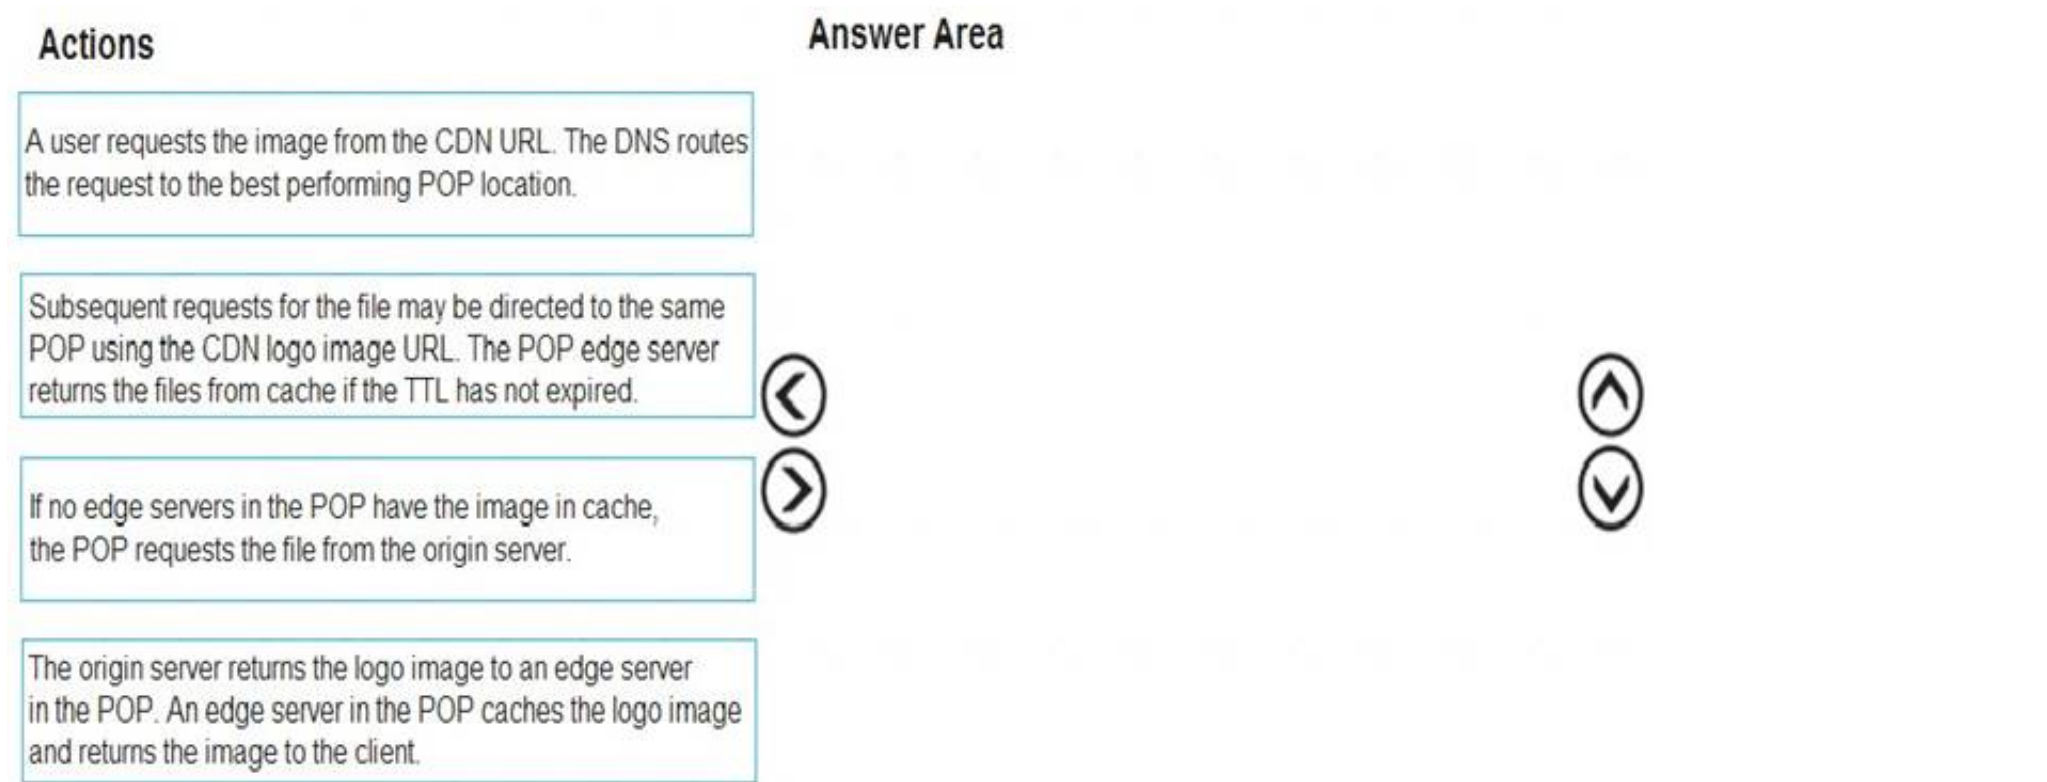 Actions
Answer Area
A user requests the image from the CDN URL. The DNS routes
the request to the best performing POP location.
Subsequent requests for the file may be directed to the same
POP using the CDN logo image URL. The POP edge server
returns the files from cache if the TTL has not expired.
If no edge servers in the POP have the image in cache,
the POP requests the file from the origin server.
The origin server returns the logo image to an edge server
in the POP. An edge server in the POP caches the logo image
and returns the image to the client.